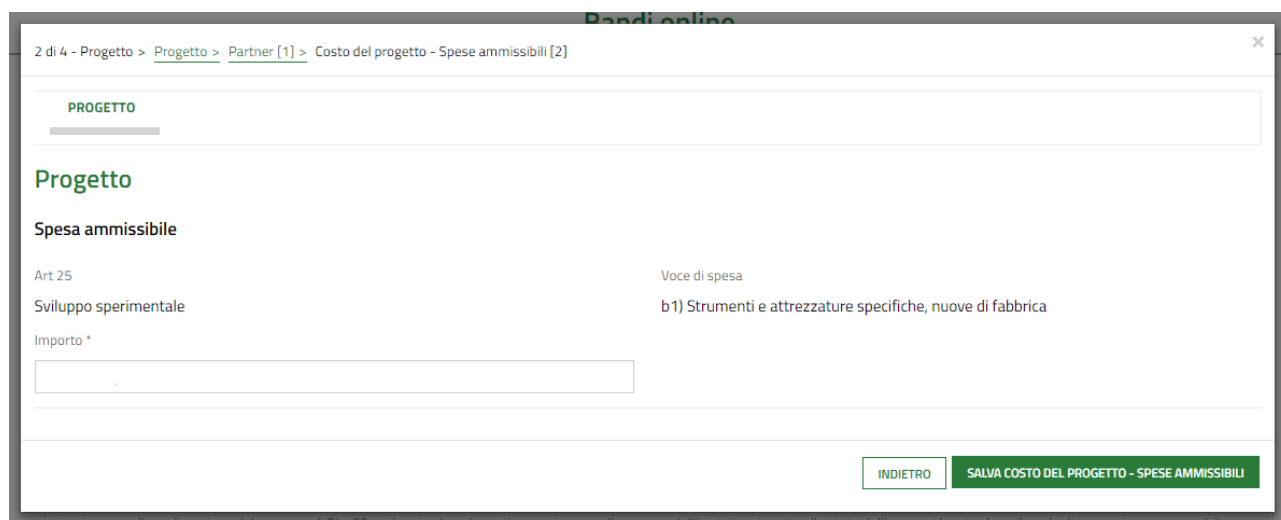 Bandi online
2 di 4 - Progetto > Progetto > Partner [1] > Costo del progetto - Spese ammissibili [2]
×
PROGETTO
Progetto
Spesa ammissibile
Art 25
Voce di spesa
Sviluppo sperimentale
b1) Strumenti e attrezzature specifiche, nuove di fabbrica
Importo *
INDIETRO
SALVA COSTO DEL PROGETTO - SPESE AMMISSIBILI